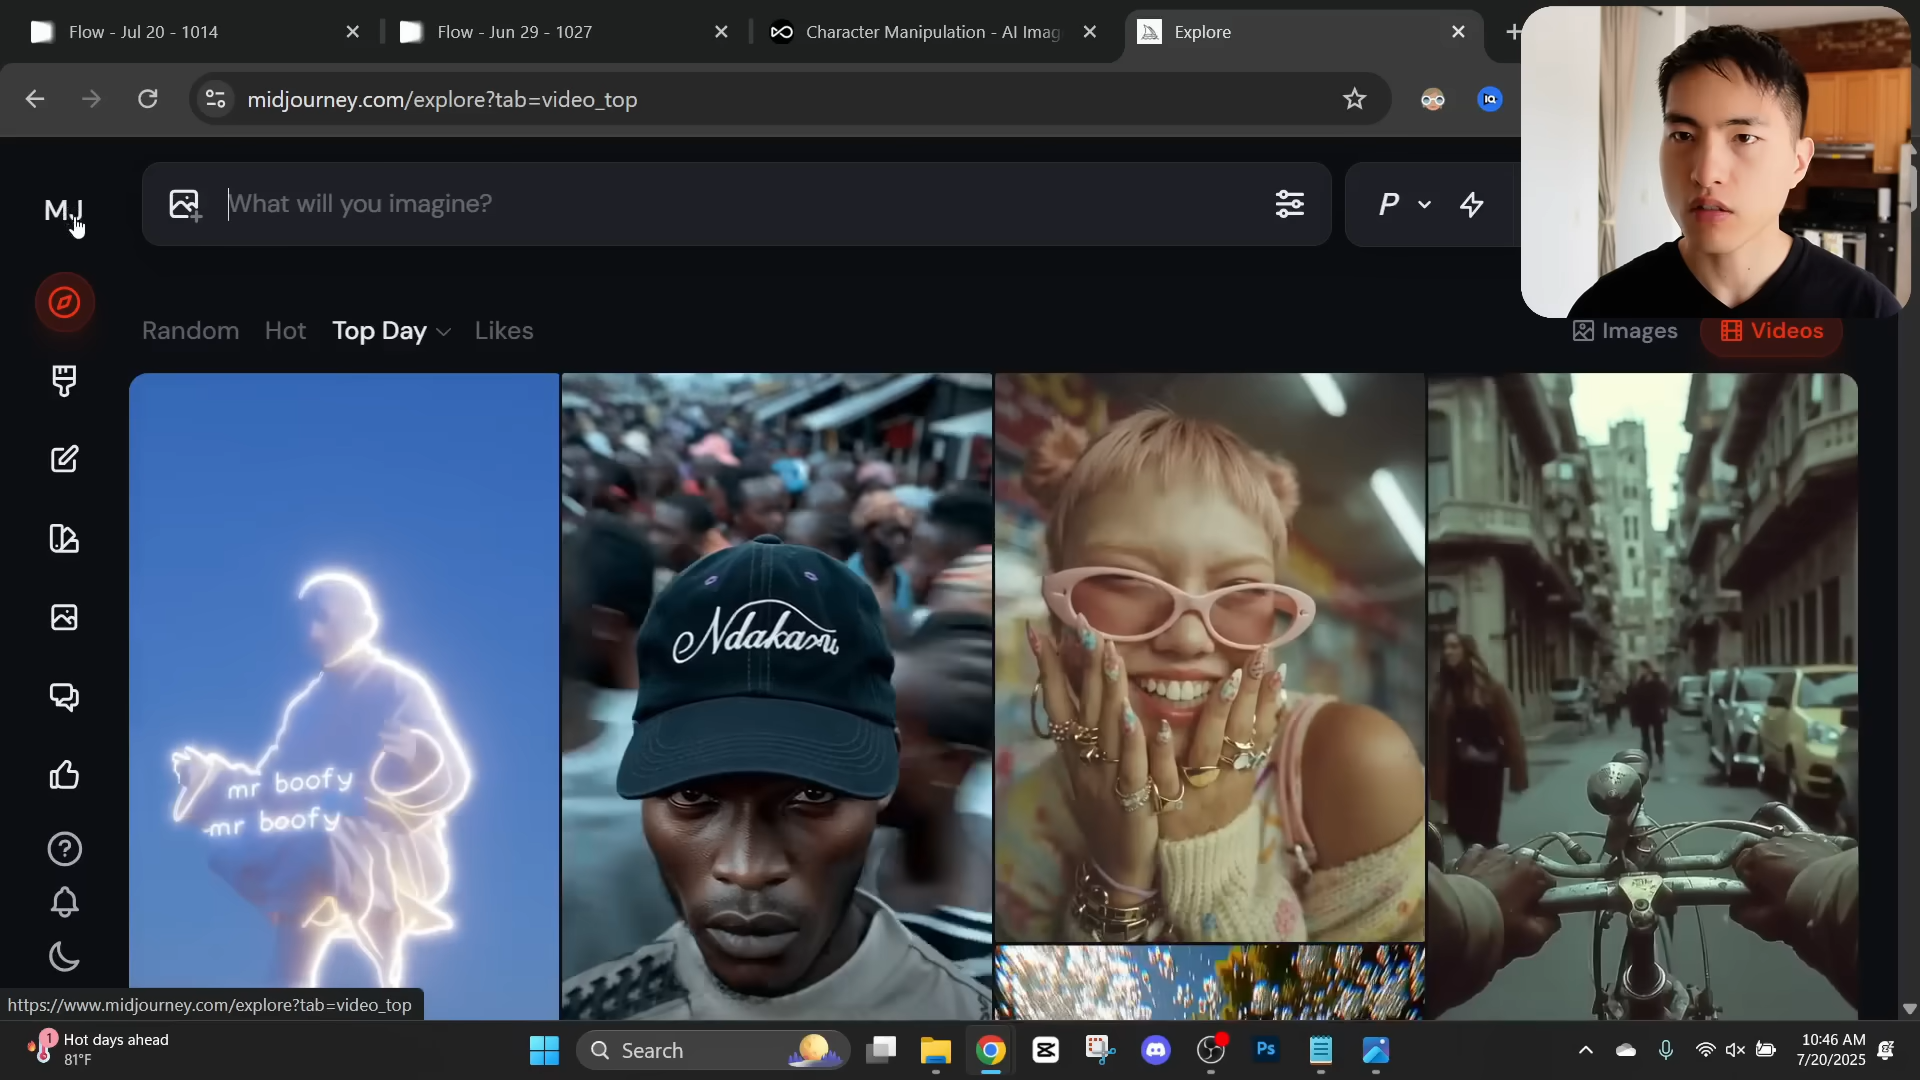 Flow - Jul 20 - 1014
Flow - Jun 29 - 1027
Character Manipulation - AI Imag
Explore
midjourney.com/explore?tab=video_top
MJ
What will you imagine?
P
Random
Hot
Top Day
Likes
Images
Videos
mr boofy
mr boofy
https://www.midjourney.com/explore?tab=video_top
1
Hot days ahead
81°F
Search
Ps
10:46 AM
7/20/2025